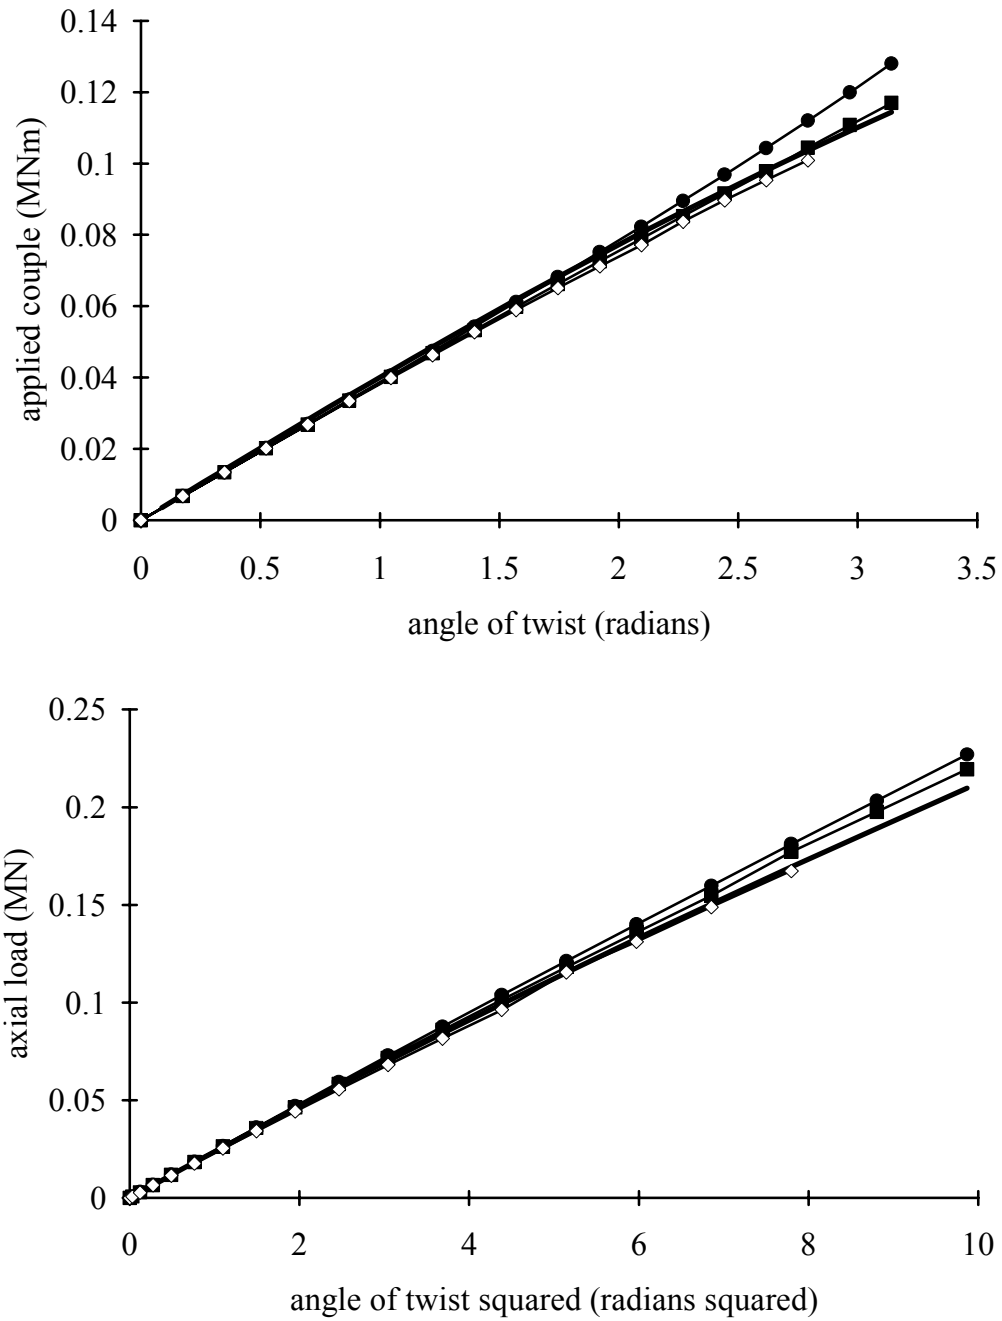 0.14
0.12
0.1
0.08
0.06
0.04
0.02
0
applied couple (MNm)
0 0.5 1 1.5 2 2.5 3 3.5
angle of twist (radians)
0.25
0.2
0.15
0.1
0.05
0
axial load (MN)
0 2 4 6 8 10
angle of twist squared (radians squared)